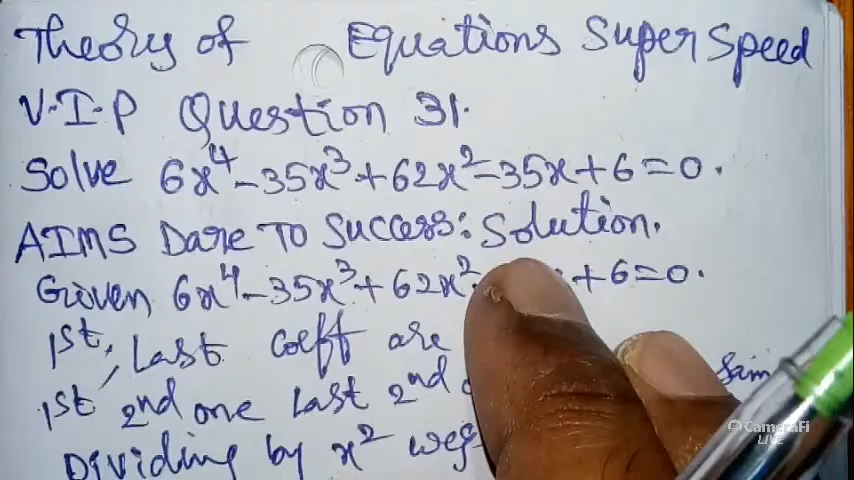 Theory of Equations Super Speed
V.I.P Question 31.
Solve 6x⁴-35x³+62x²-35x+6=0.
AIMS Dare To Success: Solution.
Given 6x⁴-35x³+62x² +6=0.
1st, Last coeff are
1st 2nd one last 2nd
Dividing by x²
CameraFi
LIVE